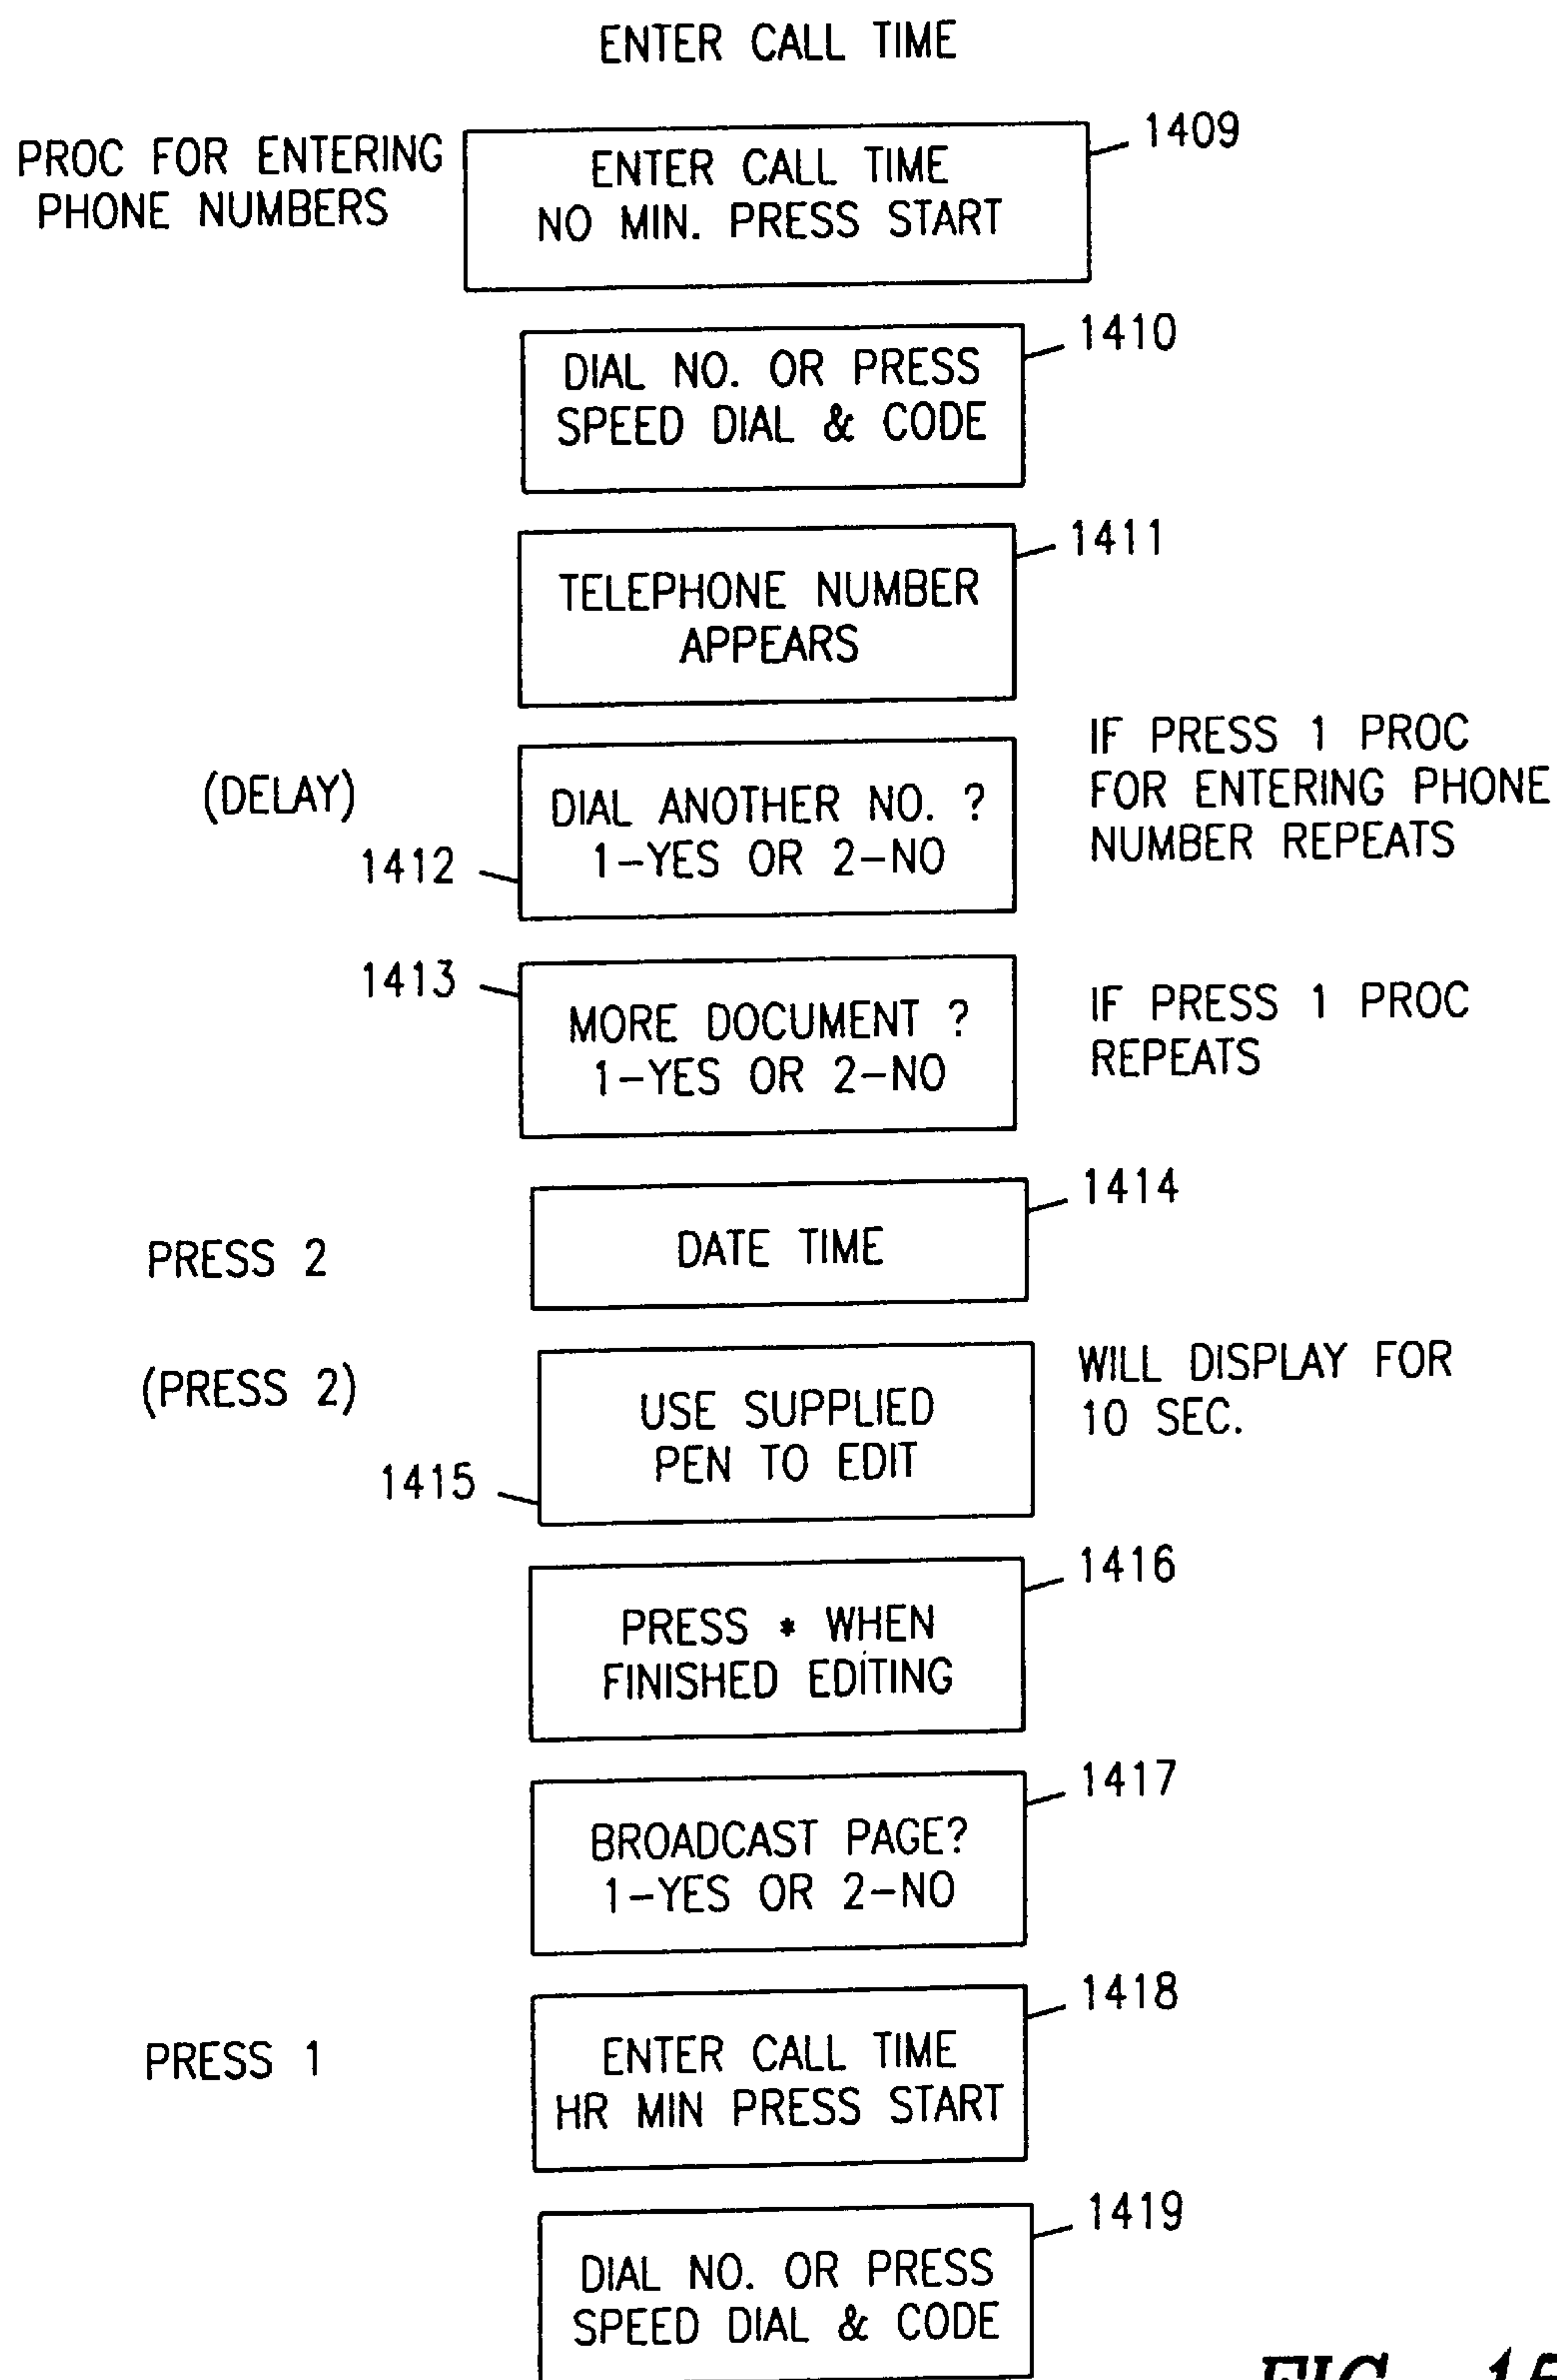 ENTER CALL TIME
PROC FOR ENTERING
PHONE NUMBERS
ENTER CALL TIME
NO MIN. PRESS START
1409
DIAL NO. OR PRESS
SPEED DIAL & CODE
1410
TELEPHONE NUMBER
APPEARS
1411
(DELAY)
1412
DIAL ANOTHER NO. ?
1-YES OR 2-NO
IF PRESS 1 PROC
FOR ENTERING PHONE
NUMBER REPEATS
1413
MORE DOCUMENT ?
1-YES OR 2-NO
IF PRESS 1 PROC
REPEATS
PRESS 2
DATE TIME
1414
(PRESS 2)
1415
USE SUPPLIED
PEN TO EDIT
WILL DISPLAY FOR
10 SEC.
PRESS * WHEN
FINISHED EDITING
1416
BROADCAST PAGE?
1-YES OR 2-NO
1417
PRESS 1
ENTER CALL TIME
HR MIN PRESS START
1418
DIAL NO. OR PRESS
SPEED DIAL & CODE
1419
FIG. 15